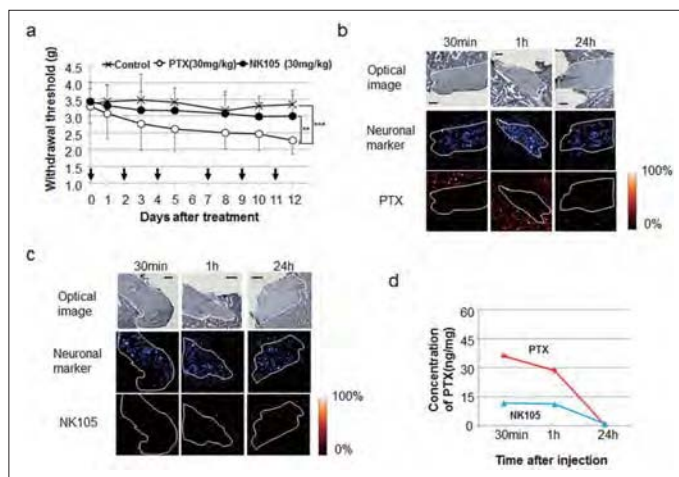 a
Control PTX(30mg/kg) NK105 (30mg/kg)
Withdrawal threshold (g)
4.5
4.0
3.5
3.0
2.5
2.0
1.5
1.0
**
***
0 1 2 3 4 5 6 7 8 9 10 11 12
Days after treatment
b
30min 1h 24h
Optical image
Neuronal marker
PTX
100%
0%
c
30min 1h 24h
Optical image
Neuronal marker
NK105
100%
0%
d
Concentration of PTX(ng/mg)
60
45
30
15
0
PTX
NK105
30min 1h 24h
Time after injection